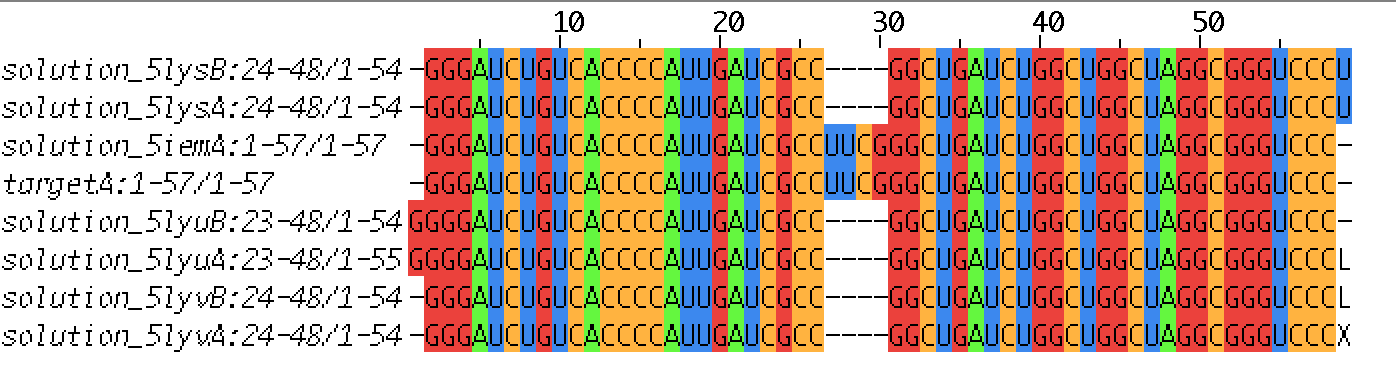 10 20 30 40 50
solution_5lysB:24-48/1-54 -GGGAUCUGUCACCCCAUUGAUCGCC----GGCUGAUCUGGCUGGCUAGGCGGGUCCCU
solution_5lysA:24-48/1-54 -GGGAUCUGUCACCCCAUUGAUCGCC----GGCUGAUCUGGCUGGCUAGGCGGGUCCCU
solution_5iemA:1-57/1-57 -GGGAUCUGUCACCCCAUUGAUCGCCUUCGGGCUGAUCUGGCUGGCUAGGCGGGUCCC-
targetA:1-57/1-57 -GGGAUCUGUCACCCCAUUGAUCGCCUUCGGGCUGAUCUGGCUGGCUAGGCGGGUCCC-
solution_5lyuB:23-48/1-54 GGGGAUCUGUCACCCCAUUGAUCGCC----GGCUGAUCUGGCUGGCUAGGCGGGUCCC-
solution_5lyuA:23-48/1-55 GGGGAUCUGUCACCCCAUUGAUCGCC----GGCUGAUCUGGCUGGCUAGGCGGGUCCCL
solution_5lyvB:24-48/1-54 -GGGAUCUGUCACCCCAUUGAUCGCC----GGCUGAUCUGGCUGGCUAGGCGGGUCCCL
solution_5lyvA:24-48/1-54 -GGGAUCUGUCACCCCAUUGAUCGCC----GGCUGAUCUGGCUGGCUAGGCGGGUCCCX